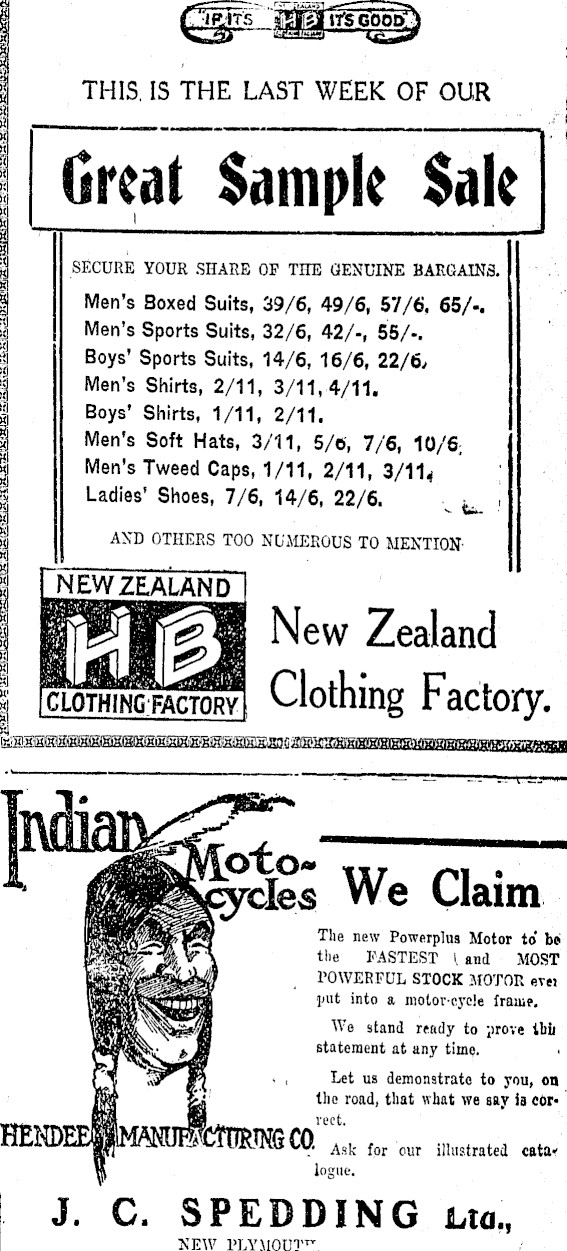 "IF ITS HB IT'S GOOD"
THIS IS THE LAST WEEK OF OUR
Great Sample Sale
SECURE YOUR SHARE OF THE GENUINE BARGAINS.
Men's Boxed Suits, 39/6, 49/6, 57/6, 65/-.
Men's Sports Suits, 32/6, 42/-, 55/-.
Boys' Sports Suits, 14/6, 16/6, 22/6,
Men's Shirts, 2/11, 3/11, 4/11.
Boys' Shirts, 1/11, 2/11.
Men's Soft Hats, 3/11, 5/6, 7/6, 10/6.
Men's Tweed Caps, 1/11, 2/11, 3/11.
Ladies' Shoes, 7/6, 14/6, 22/6.
AND OTHERS TOO NUMEROUS TO MENTION
NEW ZEALAND
HB
CLOTHING FACTORY
New Zealand
Clothing Factory.
Indian
Moto-
cycles
HENDEE MANUFACTURING CO.
We Claim
The new Powerplus Motor to be
the FASTEST and MOST
POWERFUL STOCK MOTOR ever
put into a motor-cycle frame.
We stand ready to prove this
statement at any time.
Let us demonstrate to you, on
the road, that what we say is cor-
rect.
Ask for our illustrated cata-
logue.
J. C. SPEDDING Ltd.,
NEW PLYMOUTH